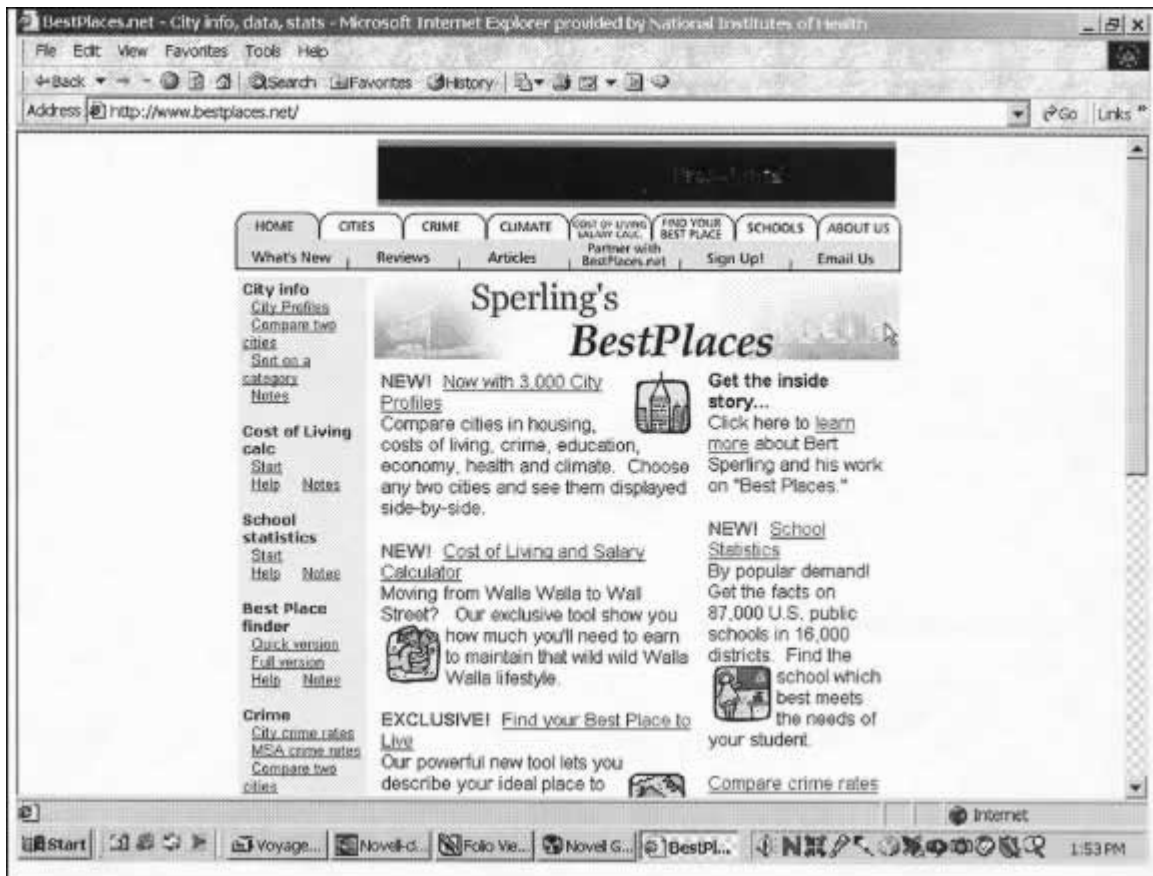 BestPlaces.net - City info, data, stats - Microsoft Internet Explorer provided by National Institutes of Health
File Edit View Favorites Tools Help
Back Search Favorites History
Address http://www.bestplaces.net/ Go Links »
HOME CITIES CRIME CLIMATE COST OF LIVING SALARY CALC. FIND YOUR BEST PLACE SCHOOLS ABOUT US
What's New Reviews Articles Partner with BestPlaces.net Sign Up! Email Us
Sperling's
BestPlaces
City info
City Profiles
Compare two
cities
Sort on a
category
Notes
Cost of Living
calc
Start
Help Notes
School
statistics
Start
Help Notes
Best Place
finder
Quick version
Full version
Help Notes
Crime
City crime rates
MSA crime rates
Compare two
cities
NEW! Now with 3,000 City
Profiles
Compare cities in housing,
costs of living, crime, education,
economy, health and climate. Choose
any two cities and see them displayed
side-by-side.
NEW! Cost of Living and Salary
Calculator
Moving from Walla Walla to Wall
Street? Our exclusive tool show you
how much you'll need to earn
to maintain that wild wild Walla
Walla lifestyle.
EXCLUSIVE! Find your Best Place to
Live
Our powerful new tool lets you
describe your ideal place to
Get the inside
story...
Click here to learn
more about Bert
Sperling and his work
on "Best Places."
NEW! School
Statistics
By popular demand!
Get the facts on
87,000 U.S. public
schools in 16,000
districts. Find the
school which
best meets
the needs of
your student.
Compare crime rates
Internet
Start Voyage... Novell-d... Folio Vie... Novell G... BestPl... 1:53 PM